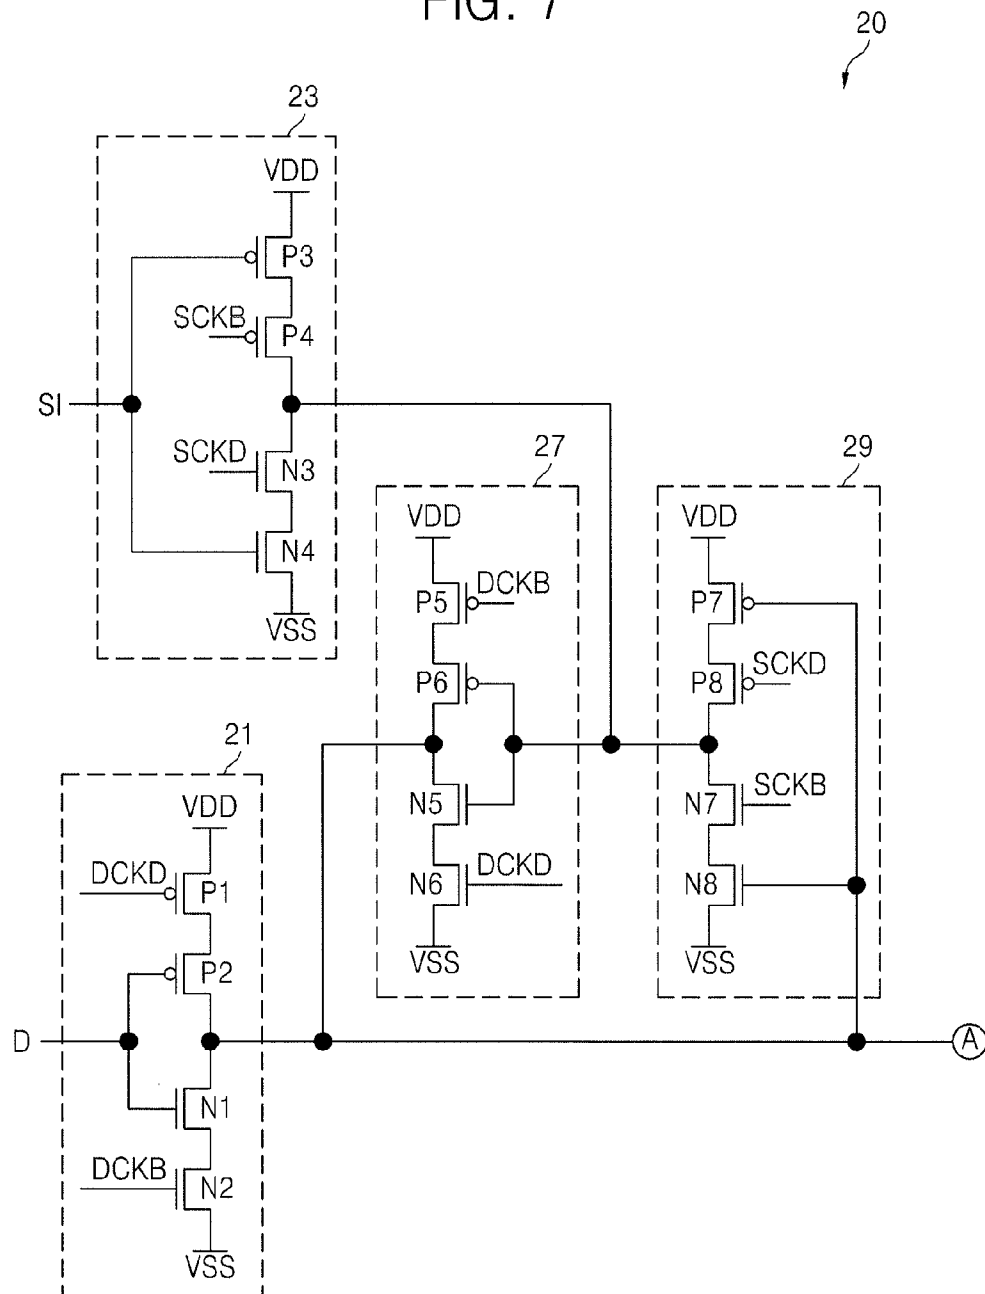 FIG. 7
20
23
VDD
P3
SCKB
P4
SI
SCKD
N3
N4
VSS
27
29
VDD
VDD
P5
DCKB
P7
P6
P8
SCKD
N5
N7
SCKB
N6
DCKD
N8
VSS
VSS
21
VDD
DCKD
P1
P2
D
A
N1
DCKB
N2
VSS